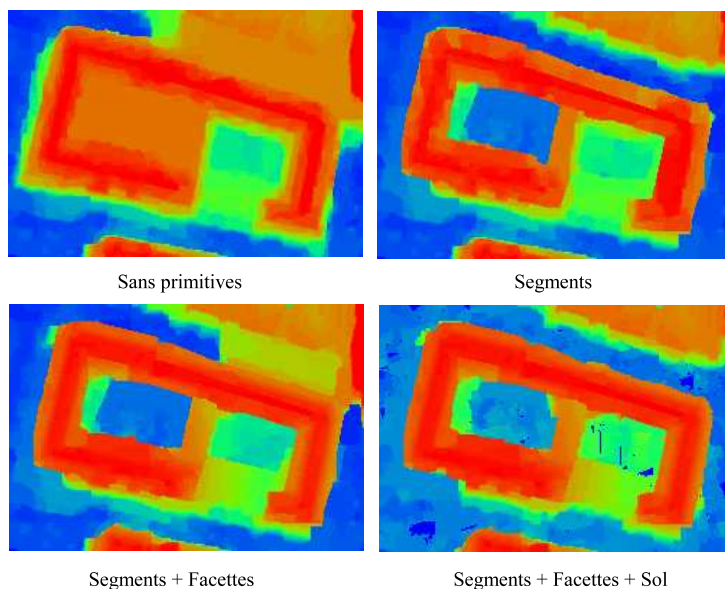 Sans primitives
Segments
Segments + Facettes
Segments + Facettes + Sol